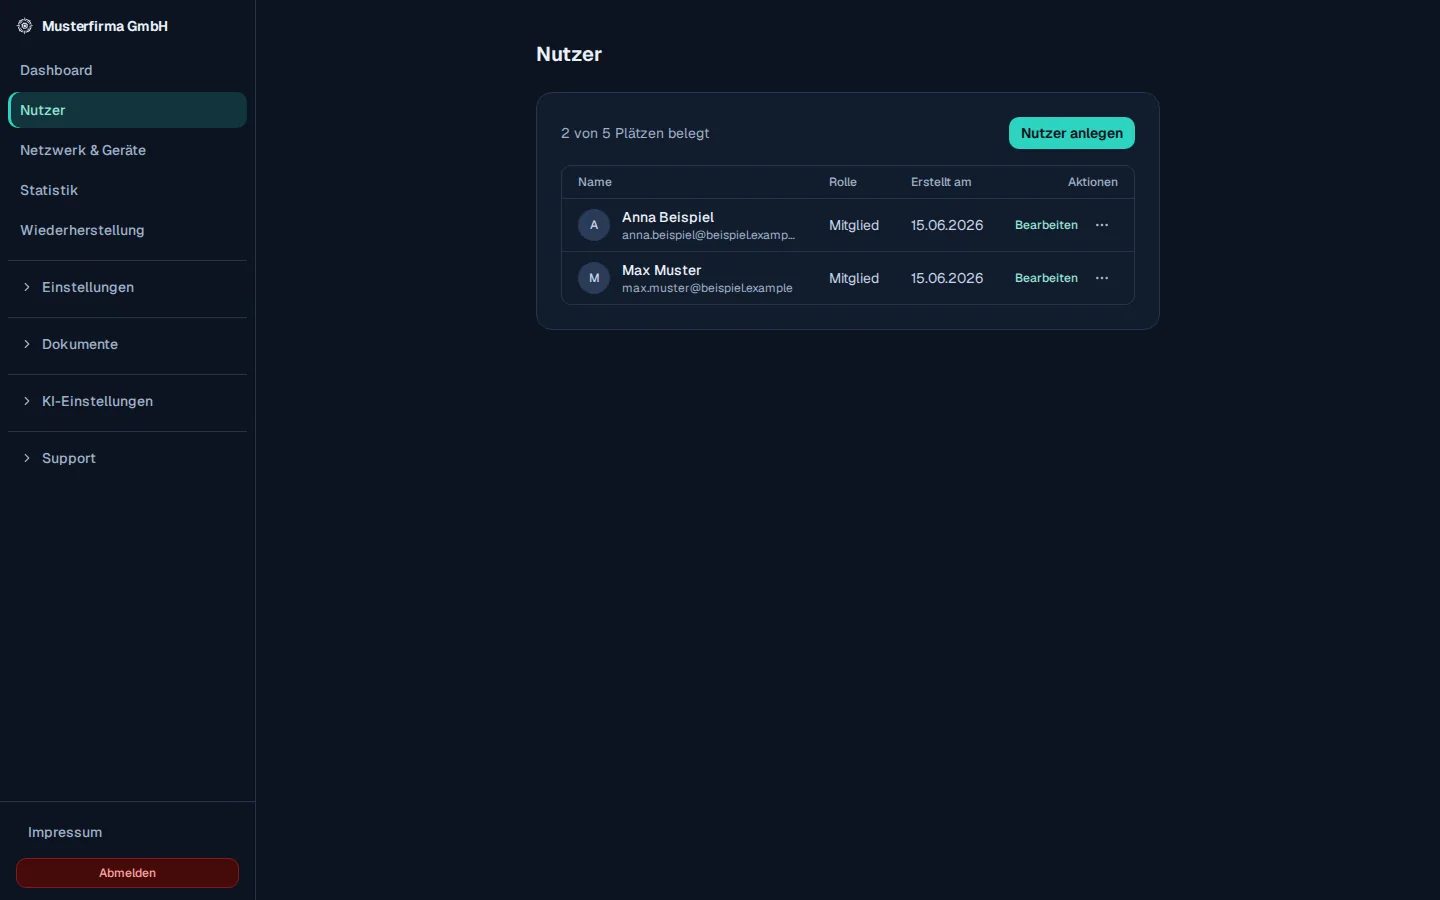 Musterfirma GmbH
Dashboard
Nutzer
Netzwerk & Geräte
Statistik
Wiederherstellung
Einstellungen
Dokumente
KI-Einstellungen
Support
Impressum
Abmelden
Nutzer
2 von 5 Plätzen belegt
Nutzer anlegen
Name Rolle Erstellt am Aktionen
A
Anna Beispiel
anna.beispiel@beispiel.examp…
Mitglied 15.06.2026 Bearbeiten ···
M
Max Muster
max.muster@beispiel.example
Mitglied 15.06.2026 Bearbeiten ···